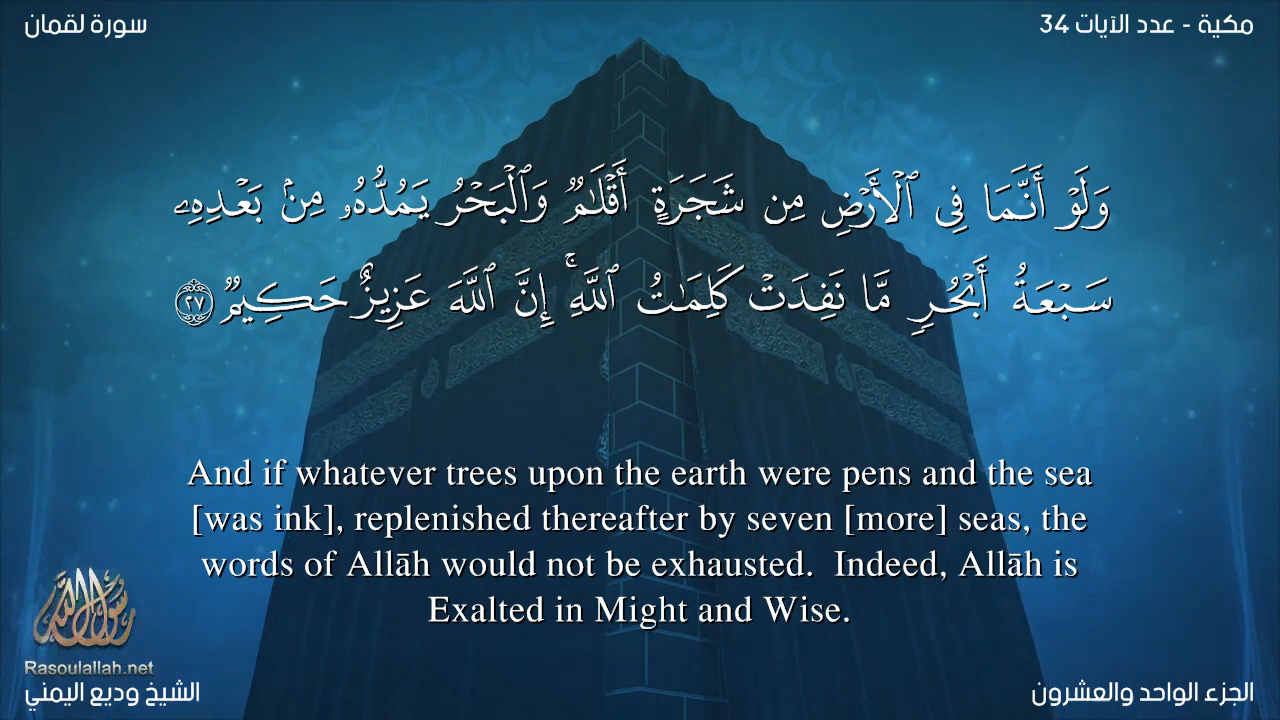 سورة لقمان
مكية - عدد الآيات 34
وَلَوْ أَنَّمَا فِى ٱلْأَرْضِ مِن شَجَرَةٍ أَقْلَـٰمٌ وَٱلْبَحْرُ يَمُدُّهُۥ مِنۢ بَعْدِهِۦ
سَبْعَةُ أَبْحُرٍ مَّا نَفِدَتْ كَلِمَـٰتُ ٱللَّهِ ۗ إِنَّ ٱللَّهَ عَزِيزٌ حَكِيمٌ ٢٧
And if whatever trees upon the earth were pens and the sea
[was ink], replenished thereafter by seven [more] seas, the
words of Allāh would not be exhausted. Indeed, Allāh is
Exalted in Might and Wise.
رسول الله
Rasoulallah.net
الشيخ وديع اليمني
الجزء الواحد والعشرون